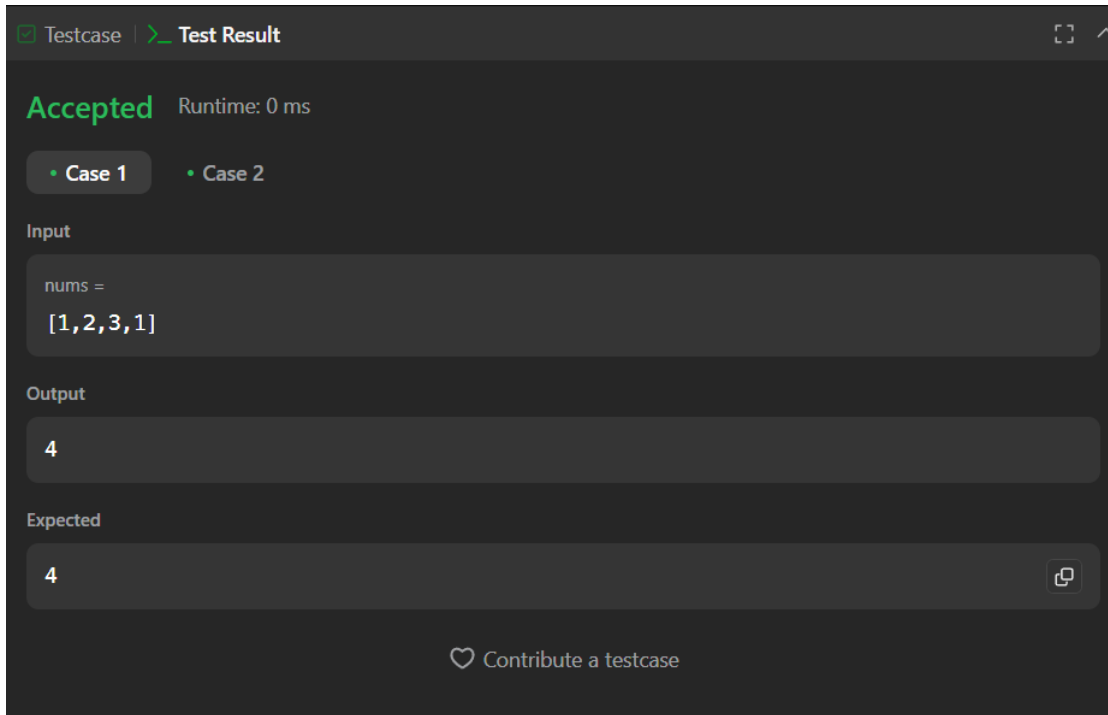 Testcase | >_ Test Result
Accepted Runtime: 0 ms
• Case 1 • Case 2
Input
nums =
[1,2,3,1]
Output
4
Expected
4
Contribute a testcase